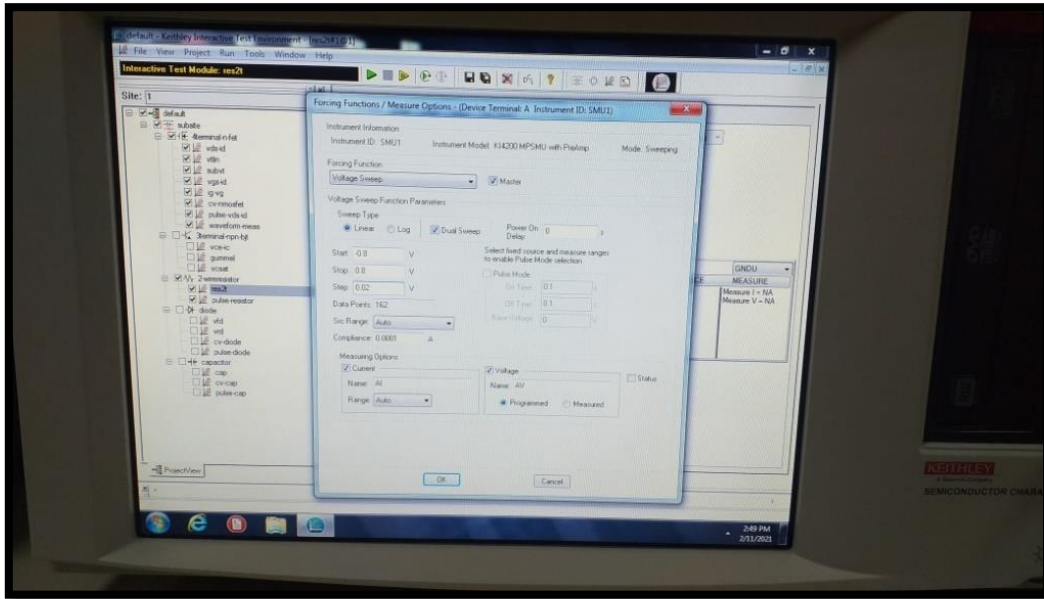 default - Keithley Interactive Test Environment - [res2t#1@1]
File View Project Run Tools Window Help
Interactive Test Module: res2t
Site: 1
default
subsite
4terminal-n-fet
vds-id
vtlin
subvt
vgs-id
ig-vg
cv-nmosfet
pulse-vds-id
waveform-meas
3terminal-npn-bjt
vce-ic
gummel
vcsat
2-wireresistor
res2t
pulse-resistor
diode
vfd
vrd
cv-diode
pulse-diode
capacitor
cap
cv-cap
pulse-cap
ProjectView
Forcing Functions / Measure Options - (Device Terminal: A Instrument ID: SMU1)
Instrument Information
Instrument ID: SMU1 Instrument Model: KI4200 MPSMU with PreAmp Mode: Sweeping
Forcing Function
Voltage Sweep Master
Voltage Sweep Function Parameters
Sweep Type
Linear Log Dual Sweep Power On Delay: 0 s
Start: -0.8 V
Stop: 0.8 V
Step: 0.02 V
Data Points: 162
Src Range: Auto
Compliance: 0.0001 A
Select fixed source and measure ranges
to enable Pulse Mode selection
Pulse Mode
On Time: 0.1 s
Off Time: 0.1 s
Base Voltage: 0 V
Measuring Options
Current
Name: AI
Range: Auto
Voltage
Name: AV
Programmed Measured
Status
OK Cancel
GNDU
MEASURE
Measure I = NA
Measure V = NA
2:49 PM
2/11/2021
KEITHLEY
SEMICONDUCTOR CHARA